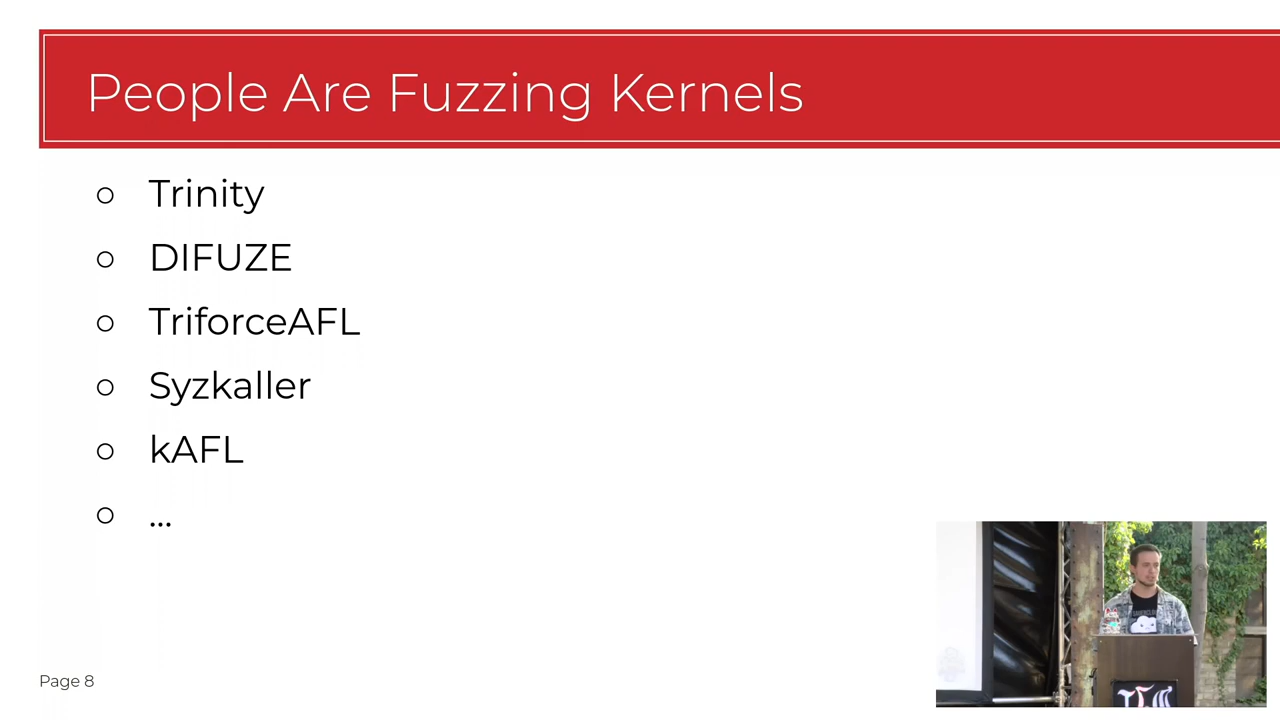 People Are Fuzzing Kernels
○ Trinity
○ DIFUZE
○ TriforceAFL
○ Syzkaller
○ kAFL
○ ...
Page 8